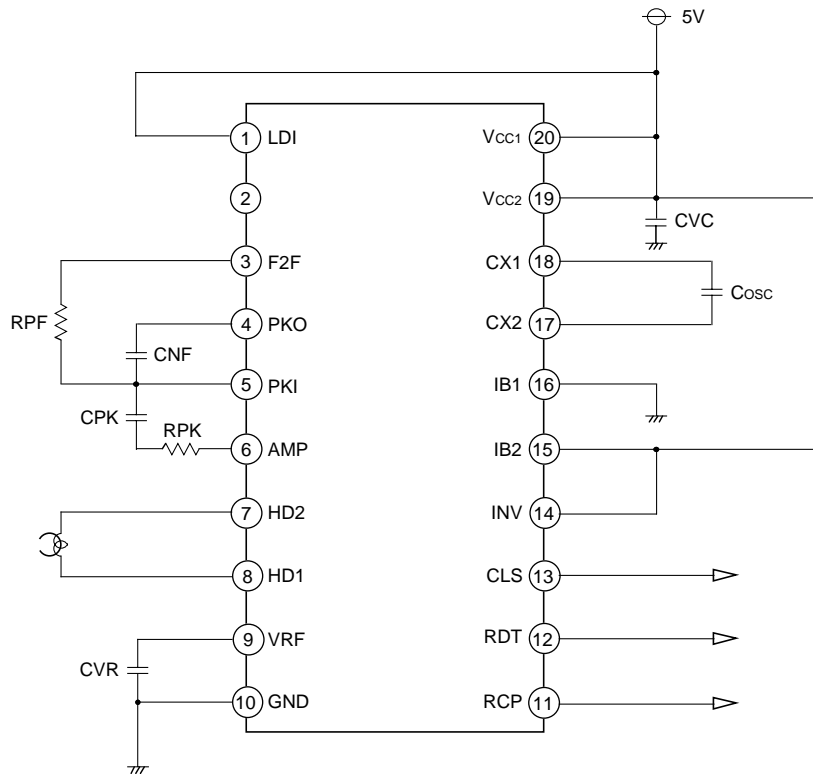 5V
1 LDI
VCC1 20
2
VCC2 19
CVC
3 F2F
CX1 18
COSC
RPF
4 PKO
CX2 17
CNF
5 PKI
IB1 16
CPK
RPK
6 AMP
IB2 15
7 HD2
INV 14
8 HD1
CLS 13
9 VRF
RDT 12
CVR
10 GND
RCP 11